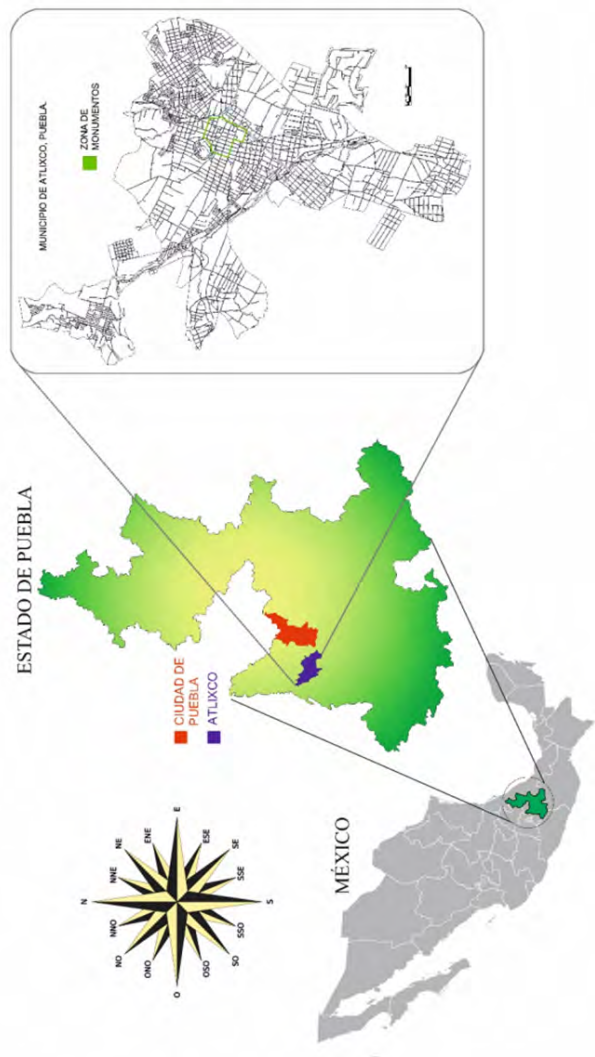 MUNICIPIO DE ATLIXCO, PUEBLA.
ZONA DE
MONUMENTOS
ESTADO DE PUEBLA
CIUDAD DE
PUEBLA
ATLIXCO
N
NNE
NE
ENE
E
ESE
SE
SSE
S
SSO
SO
OSO
O
ONO
NO
NNO
MÉXICO